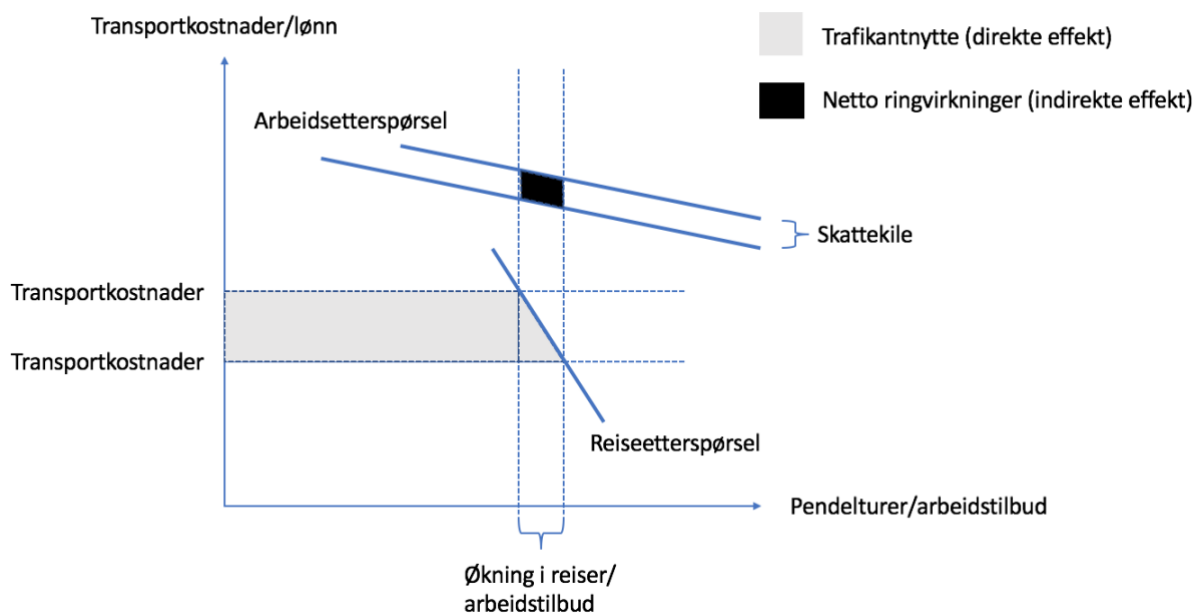 Transportkostnader/lønn
Trafikantnytte (direkte effekt)
Netto ringvirkninger (indirekte effekt)
Arbeidsetterspørsel
Skattekile
Transportkostnader
Transportkostnader
Reiseetterspørsel
Pendelturer/arbeidstilbud
Økning i reiser/
arbeidstilbud